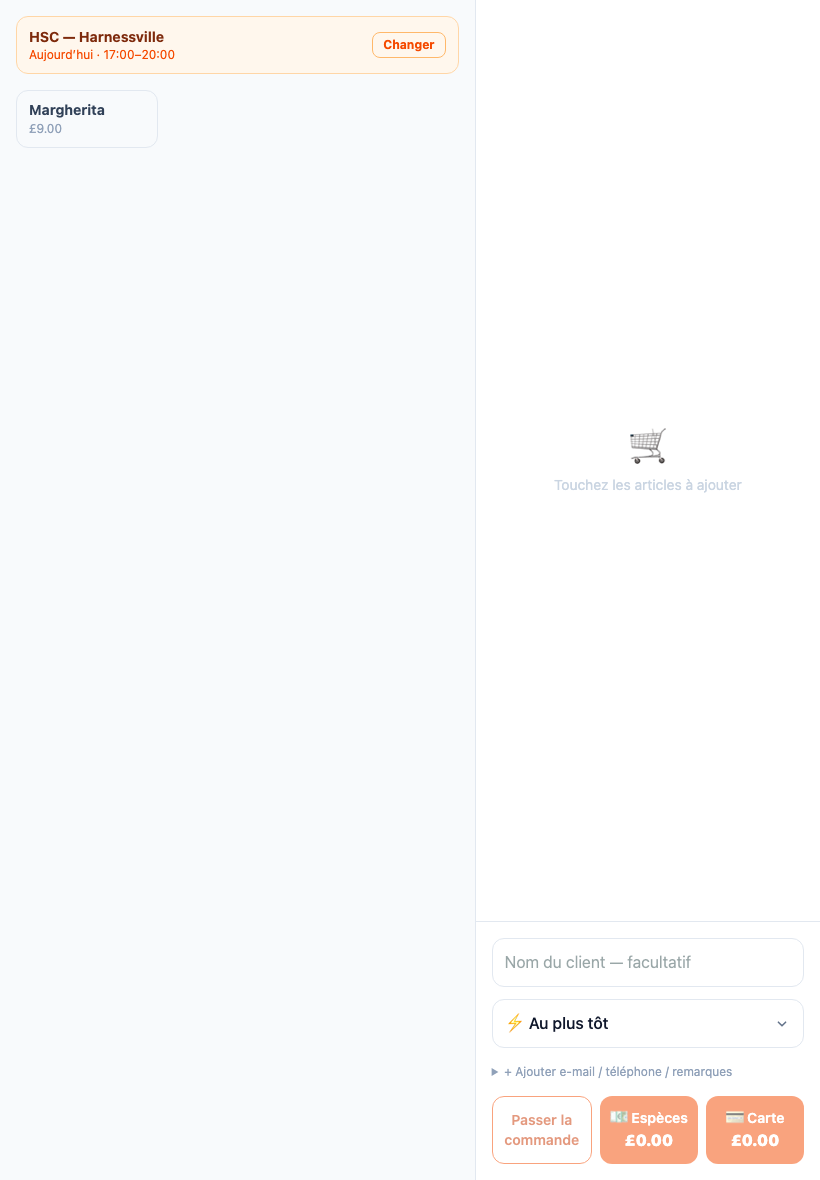 HSC — Harnessville
Aujourd'hui · 17:00–20:00
Changer
Margherita
£9.00
Touchez les articles à ajouter
Nom du client — facultatif
Au plus tôt
+ Ajouter e-mail / téléphone / remarques
Passer la
commande
Espèces
£0.00
Carte
£0.00